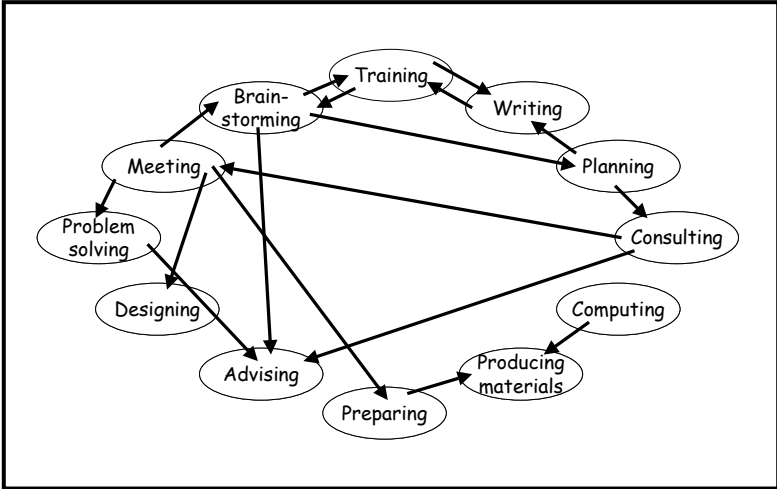 Training
Brain-
storming
Writing
Meeting
Planning
Problem
solving
Consulting
Designing
Computing
Advising
Producing
materials
Preparing